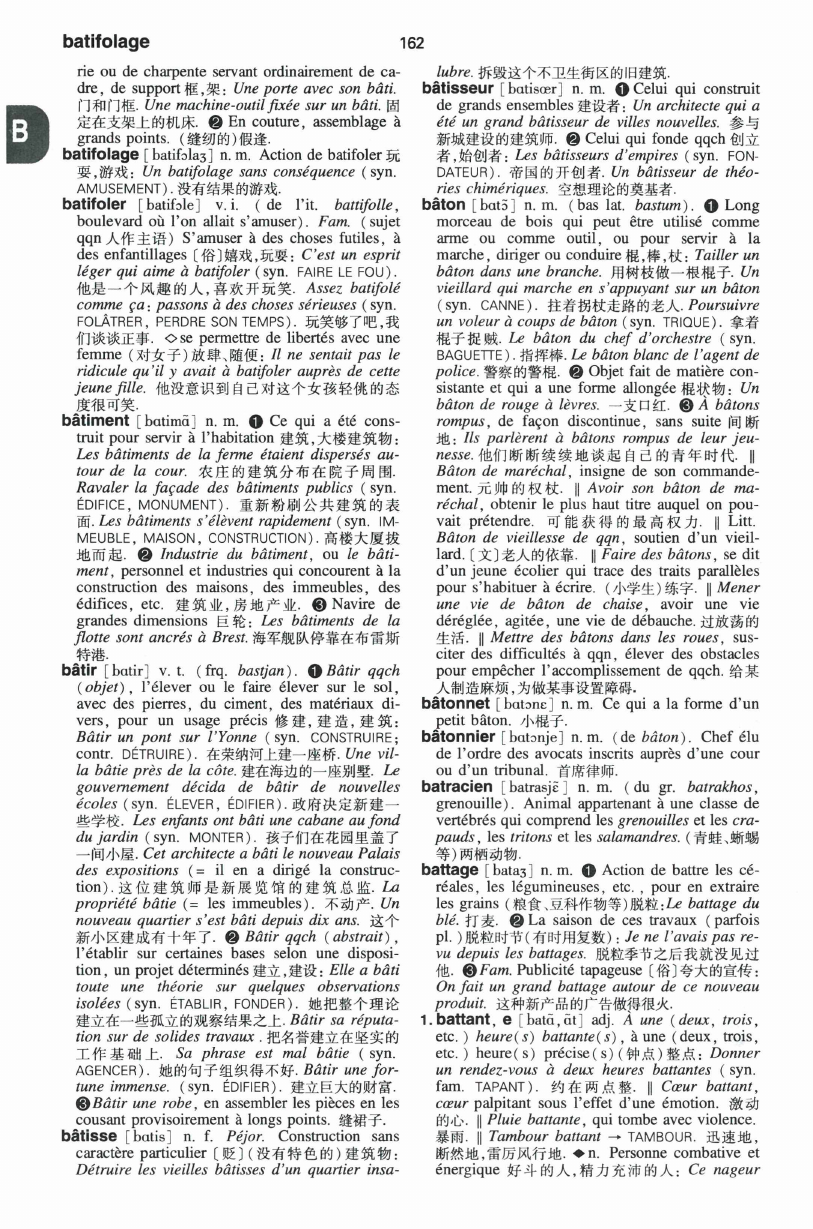 batifolage
162
B
rie ou de charpente servant ordinairement de ca-
dre, de support 框,架: Une porte avec son bâti.
门和门框. Une machine-outil fixée sur un bâti. 固
定在支架上的机床. ❷ En couture, assemblage à
grands points. (缝纫的)假逢.
batifolage [batifɔlaʒ] n. m. Action de batifoler 玩
耍,游戏: Un batifolage sans conséquence (syn.
AMUSEMENT). 没有结果的游戏.
batifoler [batifɔle] v. i. (de l'it. battifolle,
boulevard où l'on allait s'amuser). Fam. (sujet
qqn 人作主语) S'amuser à des choses futiles, à
des enfantillages〔俗〕嬉戏,玩耍: C'est un esprit
léger qui aime à batifoler (syn. FAIRE LE FOU).
他是一个风趣的人,喜欢开玩笑. Assez batifolé
comme ça: passons à des choses sérieuses (syn.
FOLÂTRER, PERDRE SON TEMPS). 玩笑够了吧,我
们谈谈正事. ◇se permettre de libertés avec une
femme (对女子)放肆、随便: Il ne sentait pas le
ridicule qu'il y avait à batifoler auprès de cette
jeune fille. 他没意识到自己对这个女孩轻佻的态
度很可笑.
bâtiment [bɑtimɑ̃] n. m. ❶ Ce qui a été cons-
truit pour servir à l'habitation 建筑,大楼建筑物:
Les bâtiments de la ferme étaient dispersés au-
tour de la cour. 农庄的建筑分布在院子周围.
Ravaler la façade des bâtiments publics (syn.
ÉDIFICE, MONUMENT). 重新粉刷公共建筑的表
面. Les bâtiments s'élèvent rapidement (syn. IM-
MEUBLE, MAISON, CONSTRUCTION). 高楼大厦拔
地而起. ❷ Industrie du bâtiment, ou le bâti-
ment, personnel et industries qui concourent à la
construction des maisons, des immeubles, des
édifices, etc. 建筑业,房地产业. ❸ Navire de
grandes dimensions 巨轮: Les bâtiments de la
flotte sont ancrés à Brest. 海军舰队停靠在布雷斯
特港.
bâtir [bɑtir] v. t. (frq. bastjan). ❶ Bâtir qqch
(objet), l'élever ou le faire élever sur le sol,
avec des pierres, du ciment, des matériaux di-
vers, pour un usage précis 修建,建造,建筑:
Bâtir un pont sur l'Yonne (syn. CONSTRUIRE;
contr. DÉTRUIRE). 在荣纳河上建一座桥. Une vil-
la bâtie près de la côte. 建在海边的一座别墅. Le
gouvernement décida de bâtir de nouvelles
écoles (syn. ÉLEVER, ÉDIFIER). 政府决定新建一
些学校. Les enfants ont bâti une cabane au fond
du jardin (syn. MONTER). 孩子们在花园里盖了
一间小屋. Cet architecte a bâti le nouveau Palais
des expositions (= il en a dirigé la construc-
tion). 这位建筑师是新展览馆的建筑总监. La
propriété bâtie (= les immeubles). 不动产. Un
nouveau quartier s'est bâti depuis dix ans. 这个
新小区建成有十年了. ❷ Bâtir qqch (abstrait),
l'établir sur certaines bases selon une disposi-
tion, un projet déterminés 建立,建设: Elle a bâti
toute une théorie sur quelques observations
isolées (syn. ÉTABLIR, FONDER). 她把整个理论
建立在一些孤立的观察结果之上. Bâtir sa réputa-
tion sur de solides travaux. 把名誉建立在坚实的
工作基础上. Sa phrase est mal bâtie (syn.
AGENCER). 她的句子组织得不好. Bâtir une for-
tune immense. (syn. ÉDIFIER). 建立巨大的财富.
❸ Bâtir une robe, en assembler les pièces en les
cousant provisoirement à longs points. 缝裙子.
bâtisse [bɑtis] n. f. Péjor. Construction sans
caractère particulier〔贬〕(没有特色的)建筑物:
Détruire les vieilles bâtisses d'un quartier insa-
lubre. 拆毁这个不卫生街区的旧建筑.
bâtisseur [bɑtisœr] n. m. ❶ Celui qui construit
de grands ensembles 建设者: Un architecte qui a
été un grand bâtisseur de villes nouvelles. 参与
新城建设的建筑师. ❷ Celui qui fonde qqch 创立
者,始创者: Les bâtisseurs d'empires (syn. FON-
DATEUR). 帝国的开创者. Un bâtisseur de théo-
ries chimériques. 空想理论的奠基者.
bâton [bɑtɔ̃] n. m. (bas lat. bastum). ❶ Long
morceau de bois qui peut être utilisé comme
arme ou comme outil, ou pour servir à la
marche, diriger ou conduire 棍,棒,杖: Tailler un
bâton dans une branche. 用树枝做一根棍子. Un
vieillard qui marche en s'appuyant sur un bâton
(syn. CANNE). 拄着拐杖走路的老人. Poursuivre
un voleur à coups de bâton (syn. TRIQUE). 拿着
棍子捉贼. Le bâton du chef d'orchestre (syn.
BAGUETTE). 指挥棒. Le bâton blanc de l'agent de
police. 警察的警棍. ❷ Objet fait de matière con-
sistante et qui a une forme allongée 棍状物: Un
bâton de rouge à lèvres. 一支口红. ❸ À bâtons
rompus, de façon discontinue, sans suite 间断
地: Ils parlèrent à bâtons rompus de leur jeu-
nesse. 他们断断续续地谈起自己的青年时代. ‖
Bâton de maréchal, insigne de son commande-
ment. 元帅的权杖. ‖ Avoir son bâton de ma-
réchal, obtenir le plus haut titre auquel on pou-
vait prétendre. 可能获得的最高权力. ‖ Litt.
Bâton de vieillesse de qqn, soutien d'un vieil-
lard.〔文〕老人的依靠. ‖ Faire des bâtons, se dit
d'un jeune écolier qui trace des traits parallèles
pour s'habituer à écrire. (小学生)练字. ‖ Mener
une vie de bâton de chaise, avoir une vie
déréglée, agitée, une vie de débauche. 过放荡的
生活. ‖ Mettre des bâtons dans les roues, sus-
citer des difficultés à qqn, élever des obstacles
pour empêcher l'accomplissement de qqch. 给某
人制造麻烦,为做某事设置障碍.
bâtonnet [bɑtɔnɛ] n. m. Ce qui a la forme d'un
petit bâton. 小棍子.
bâtonnier [bɑtɔnje] n. m. (de bâton). Chef élu
de l'ordre des avocats inscrits auprès d'une cour
ou d'un tribunal. 首席律师.
batracien [batrasjɛ̃] n. m. (du gr. batrakhos,
grenouille). Animal appartenant à une classe de
vertébrés qui comprend les grenouilles et les cra-
pauds, les tritons et les salamandres. (青蛙、蜥蜴
等)两栖动物.
battage [bataʒ] n. m. ❶ Action de battre les cé-
réales, les légumineuses, etc., pour en extraire
les grains (粮食、豆科作物等)脱粒: Le battage du
blé. 打麦. ❷ La saison de ces travaux (parfois
pl.) 脱粒时节(有时用复数): Je ne l'avais pas re-
vu depuis les battages. 脱粒季节之后我就没见过
他. ❸ Fam. Publicité tapageuse〔俗〕夸大的宣传:
On fait un grand battage autour de ce nouveau
produit. 这种新产品的广告做得很火.
1. battant, e [batɑ̃, ɑ̃t] adj. À une (deux, trois,
etc.) heure(s) battante(s), à une (deux, trois,
etc.) heure(s) précise(s) (钟点)整点: Donner
un rendez-vous à deux heures battantes (syn.
fam. TAPANT). 约在两点整. ‖ Cœur battant,
cœur palpitant sous l'effet d'une émotion. 激动
的心. ‖ Pluie battante, qui tombe avec violence.
暴雨. ‖ Tambour battant → TAMBOUR. 迅速地,
断然地,雷厉风行地. ◆n. Personne combative et
énergique 好斗的人,精力充沛的人: Ce nageur